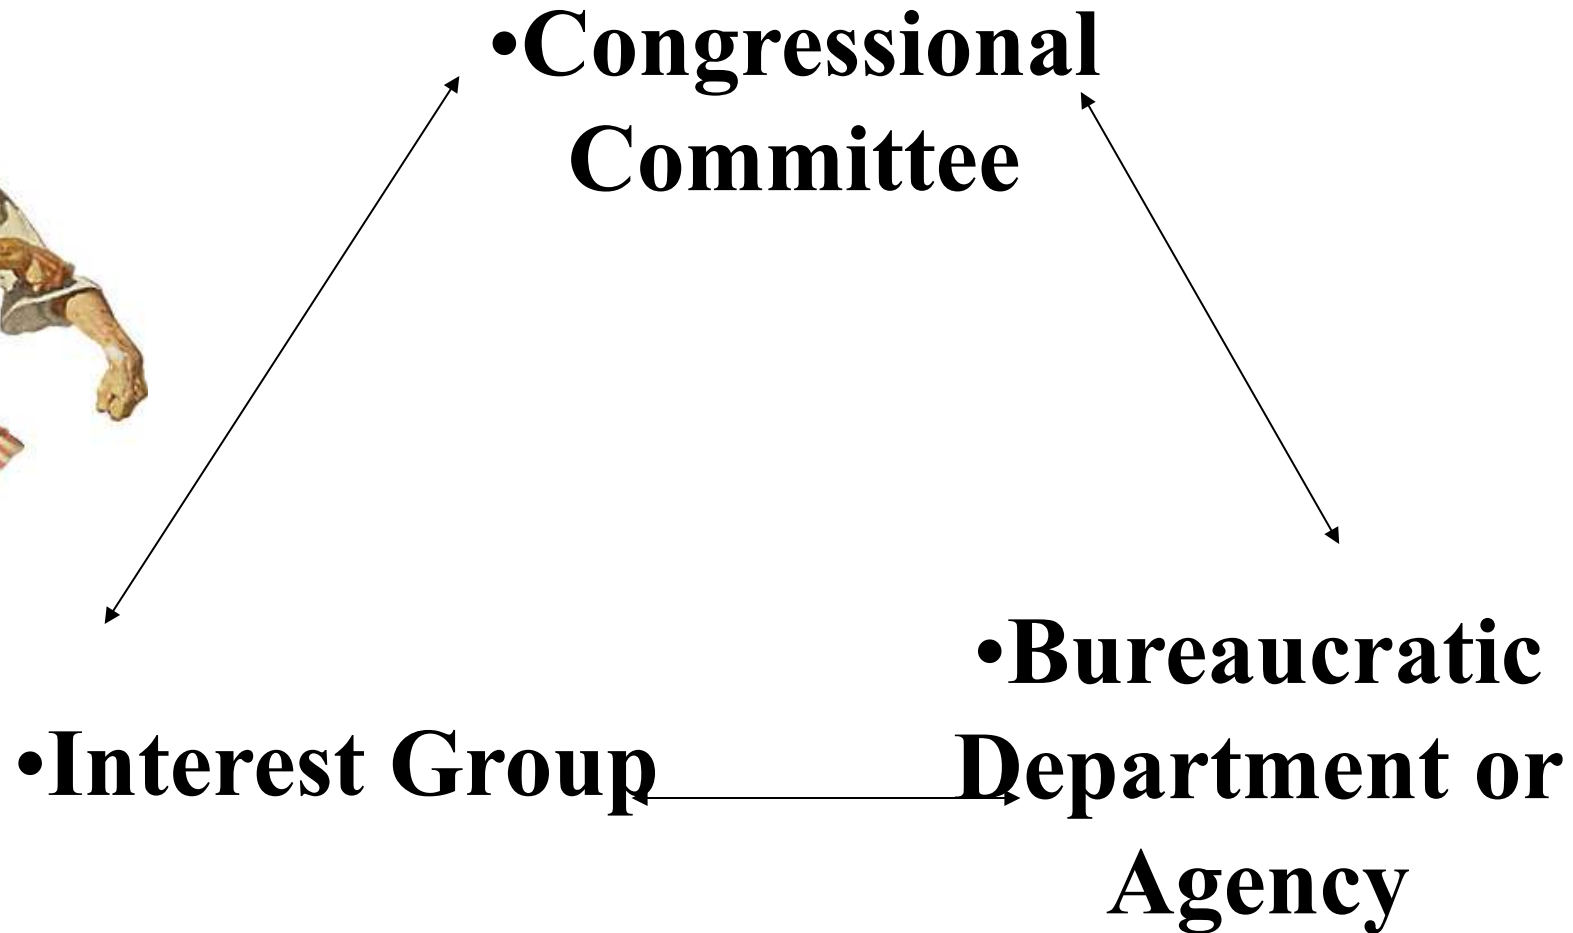 •Congressional
Committee
•Interest Group
•Bureaucratic
Department or
Agency